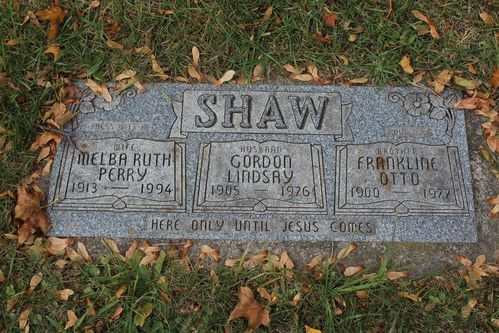 SHAW
WIFE
MELBA RUTH
PERRY
1913 — 1994
HUSBAND
GORDON
LINDSAY
1905 — 1976
BROTHER
FRANKLINE
OTTO
1900 — 1977
HERE ONLY UNTIL JESUS COMES